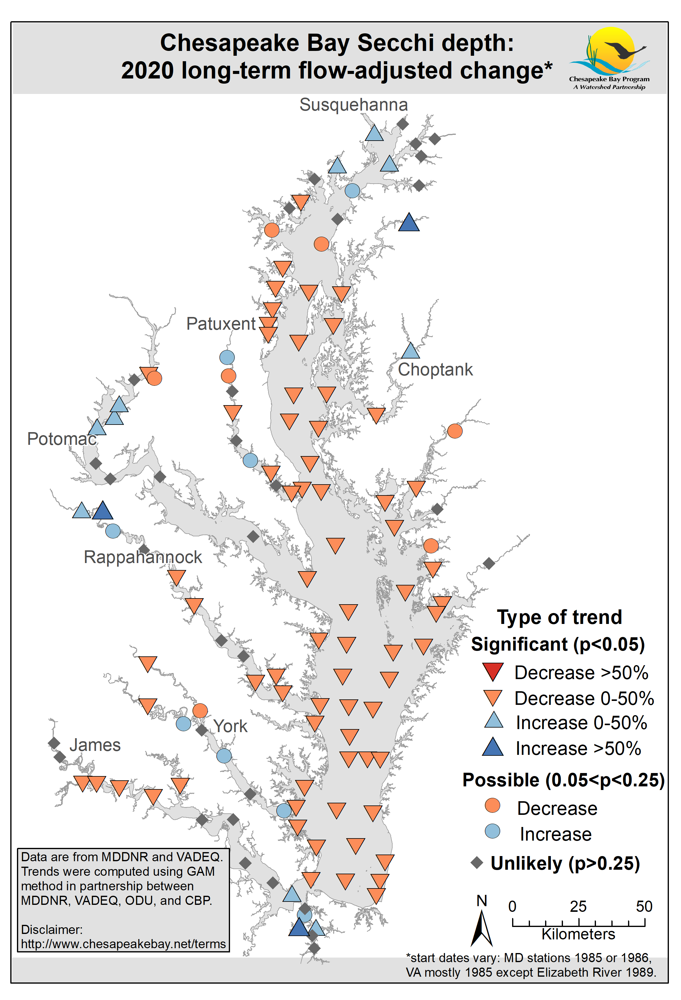 Chesapeake Bay Secchi depth:
2020 long-term flow-adjusted change*
Chesapeake Bay Program
A Watershed Partnership
Susquehanna
Patuxent
Choptank
Potomac
Rappahannock
York
James
Type of trend
Significant (p<0.05)
Decrease >50%
Decrease 0-50%
Increase 0-50%
Increase >50%
Possible (0.05<p<0.25)
Decrease
Increase
Unlikely (p>0.25)
Data are from MDDNR and VADEQ.
Trends were computed using GAM
method in partnership between
MDDNR, VADEQ, ODU, and CBP.
Disclaimer:
http://www.chesapeakebay.net/terms
N
0 25 50
Kilometers
*start dates vary: MD stations 1985 or 1986,
VA mostly 1985 except Elizabeth River 1989.